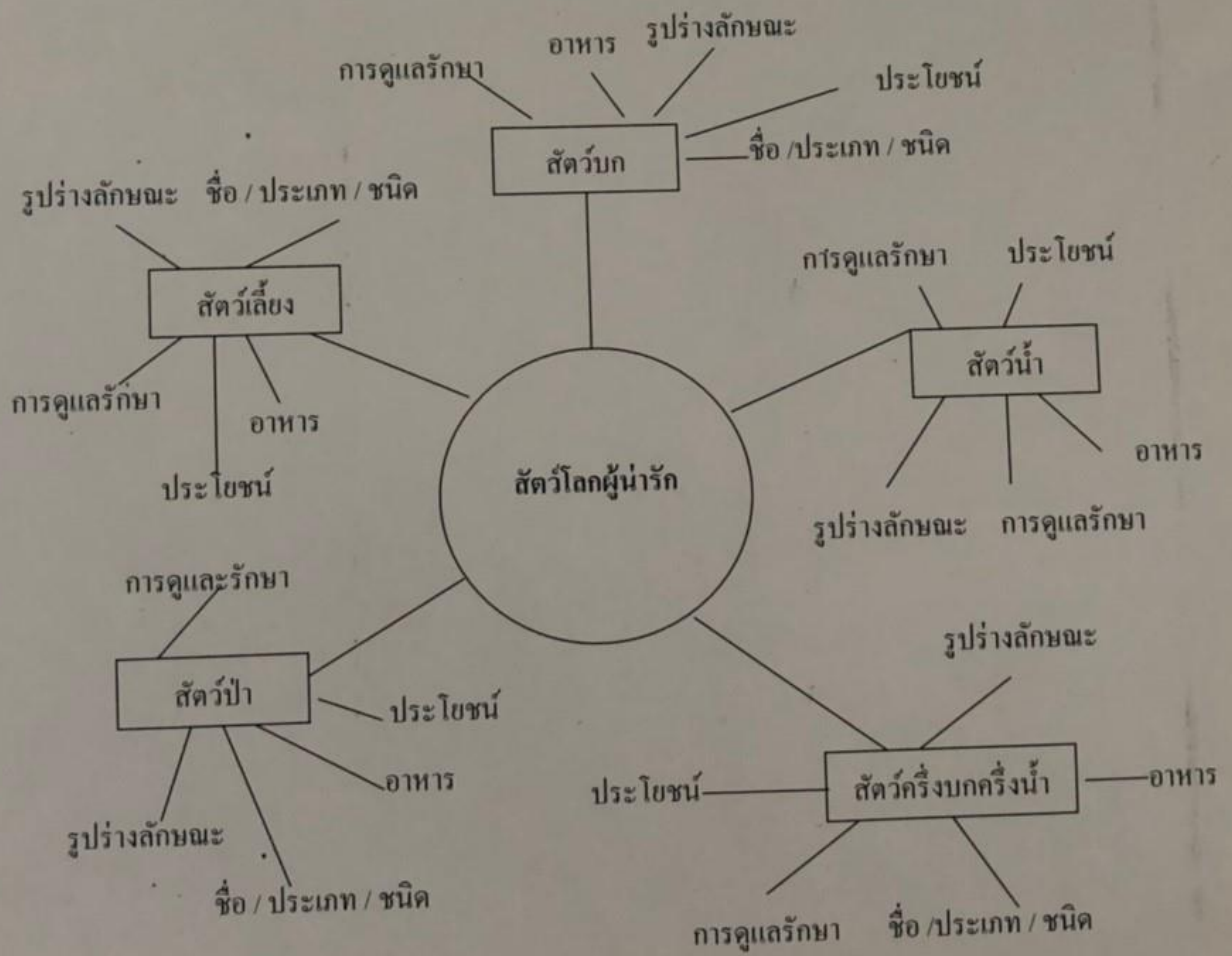 การดูแลรักษา
อาหาร
รูปร่างลักษณะ
ประโยชน์
ชื่อ /ประเภท / ชนิด
สัตว์บก
รูปร่างลักษณะ
ชื่อ / ประเภท / ชนิด
สัตว์เลี้ยง
การดูแลรักษา
ประโยชน์
อาหาร
การดูแลรักษา
ประโยชน์
สัตว์น้ำ
อาหาร
รูปร่างลักษณะ
การดูแลรักษา
สัตว์โลกผู้น่ารัก
การดูและรักษา
สัตว์ป่า
ประโยชน์
อาหาร
รูปร่างลักษณะ
ชื่อ / ประเภท / ชนิด
รูปร่างลักษณะ
ประโยชน์
สัตว์ครึ่งบกครึ่งน้ำ
อาหาร
การดูแลรักษา
ชื่อ /ประเภท / ชนิด